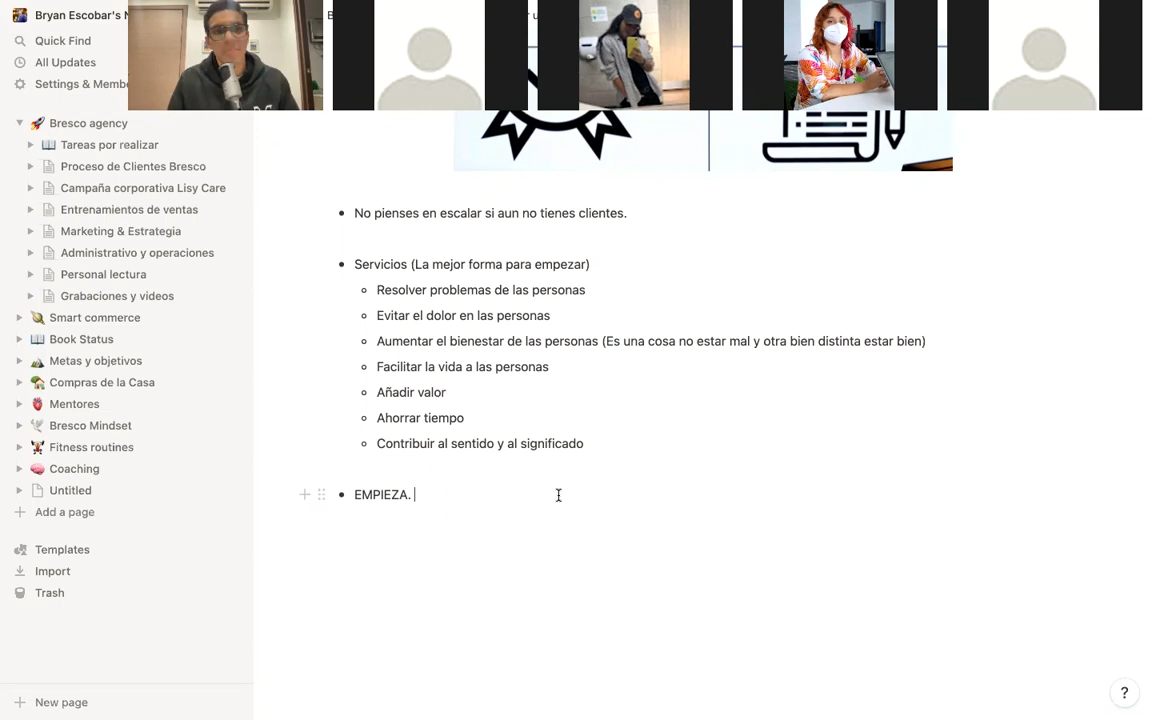 Bryan Escobar's N
B
Quick Find
All Updates
Settings & Membe
Bresco agency
Tareas por realizar
Proceso de Clientes Bresco
Campaña corporativa Lisy Care
Entrenamientos de ventas
Marketing & Estrategia
Administrativo y operaciones
Personal lectura
Grabaciones y videos
Smart commerce
Book Status
Metas y objetivos
Compras de la Casa
Mentores
Bresco Mindset
Fitness routines
Coaching
Untitled
Add a page
Templates
Import
Trash
New page
No pienses en escalar si aun no tienes clientes.
Servicios (La mejor forma para empezar)
Resolver problemas de las personas
Evitar el dolor en las personas
Aumentar el bienestar de las personas (Es una cosa no estar mal y otra bien distinta estar bien)
Facilitar la vida a las personas
Añadir valor
Ahorrar tiempo
Contribuir al sentido y al significado
EMPIEZA.
?